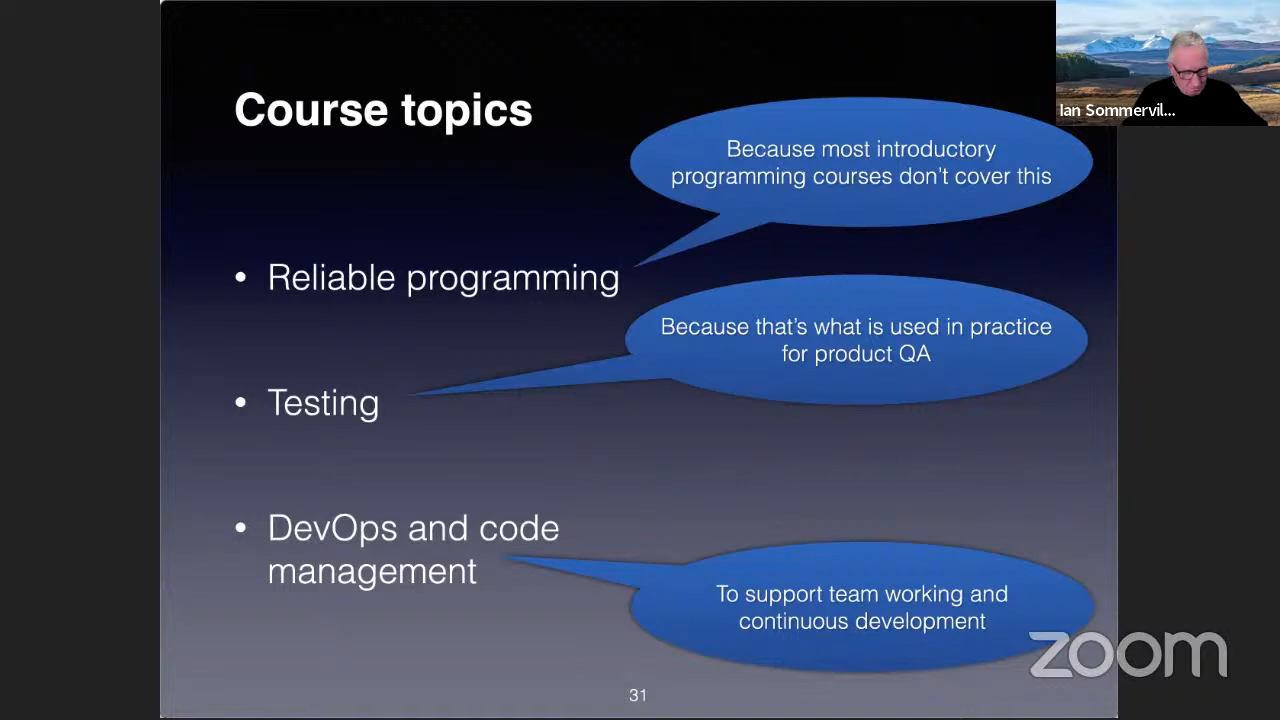 Course topics
Ian Sommervil...
Because most introductory
programming courses don't cover this
• Reliable programming
Because that's what is used in practice
for product QA
• Testing
• DevOps and code
management
To support team working and
continuous development
zoom
31